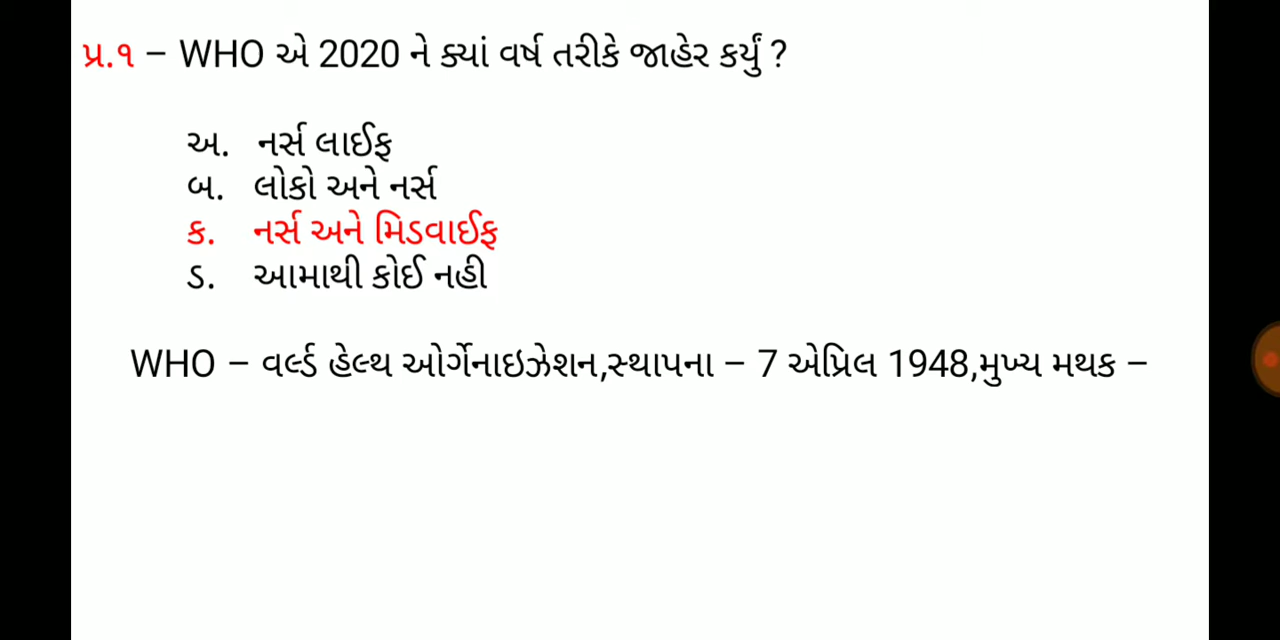 પ્ર.૧ – WHO એ 2020 ને ક્યાં વર્ષ તરીકે જાહેર કર્યું ?
અ. નર્સ લાઈફ
બ. લોકો અને નર્સ
ક. નર્સ અને મિડવાઈફ
ડ. આમાથી કોઈ નહી
WHO – વર્લ્ડ હેલ્થ ઓર્ગેનાઇઝેશન,સ્થાપના – 7 એપ્રિલ 1948,મુખ્ય મથક –